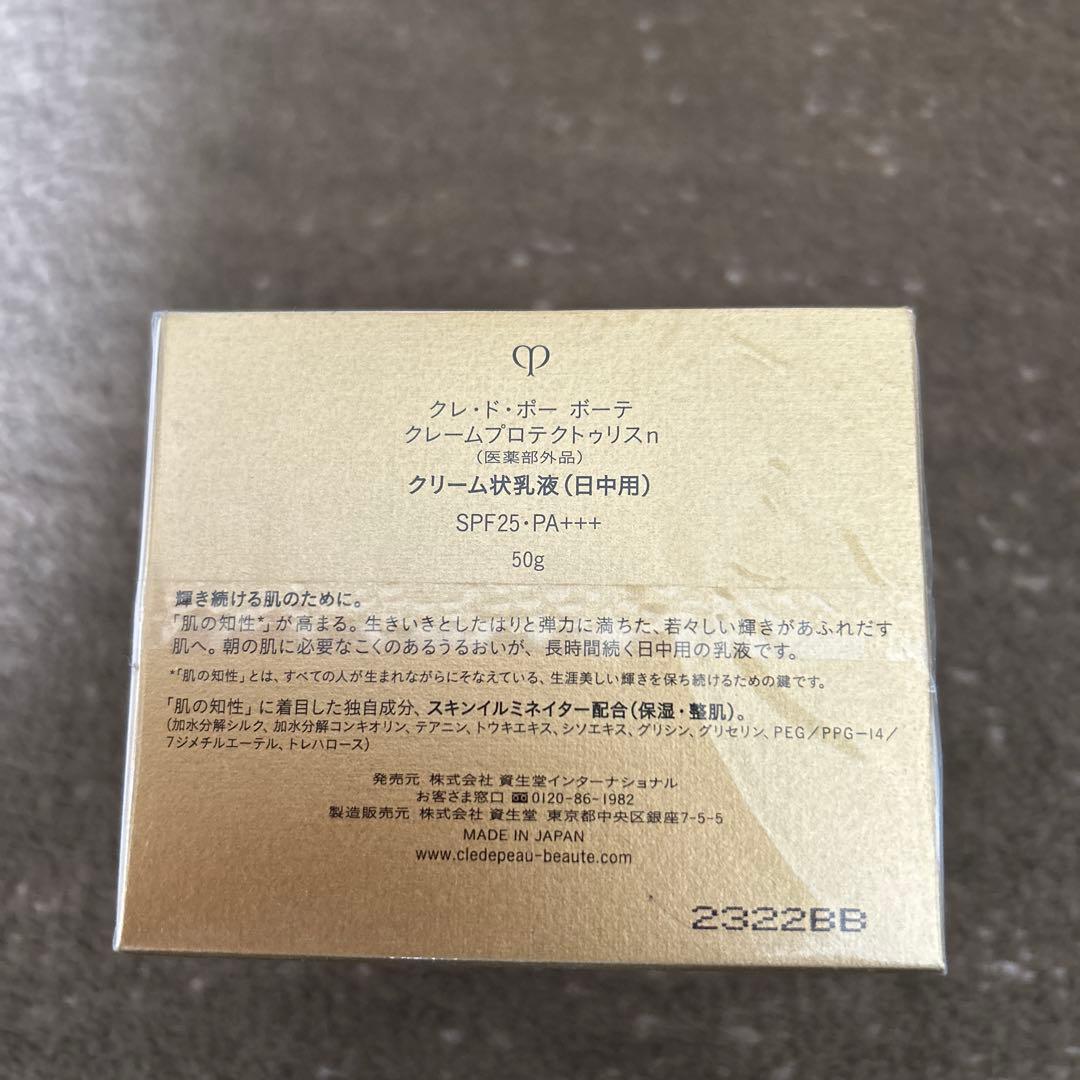 クレ・ド・ポー ボーテ
クレームプロテクトゥリスn
(医薬部外品)
クリーム状乳液(日中用)
SPF25・PA+++
50g
輝き続ける肌のために。
「肌の知性*」が高まる。生きいきとしたはりと弾力に満ちた、若々しい輝きがあふれだす
肌へ。朝の肌に必要なこくのあるうるおいが、長時間続く日中用の乳液です。
*「肌の知性」とは、すべての人が生まれながらにそなえている、生涯美しい輝きを保ち続けるための鍵です。
「肌の知性」に着目した独自成分、スキンイルミネイター配合(保湿・整肌)。
(加水分解シルク、加水分解コンキオリン、テアニン、トウキエキス、シソエキス、グリシン、グリセリン、PEG/PPG-14/
7ジメチルエーテル、トレハロース)
発売元 株式会社 資生堂インターナショナル
お客さま窓口 0120-86-1982
製造販売元 株式会社 資生堂 東京都中央区銀座7-5-5
MADE IN JAPAN
www.cledepeau-beaute.com
2322BB